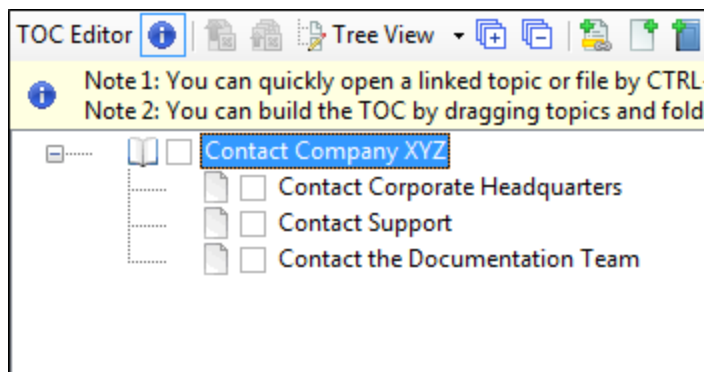 TOC Editor Tree View
Note 1: You can quickly open a linked topic or file by CTRL-
Note 2: You can build the TOC by dragging topics and fold
Contact Company XYZ
Contact Corporate Headquarters
Contact Support
Contact the Documentation Team